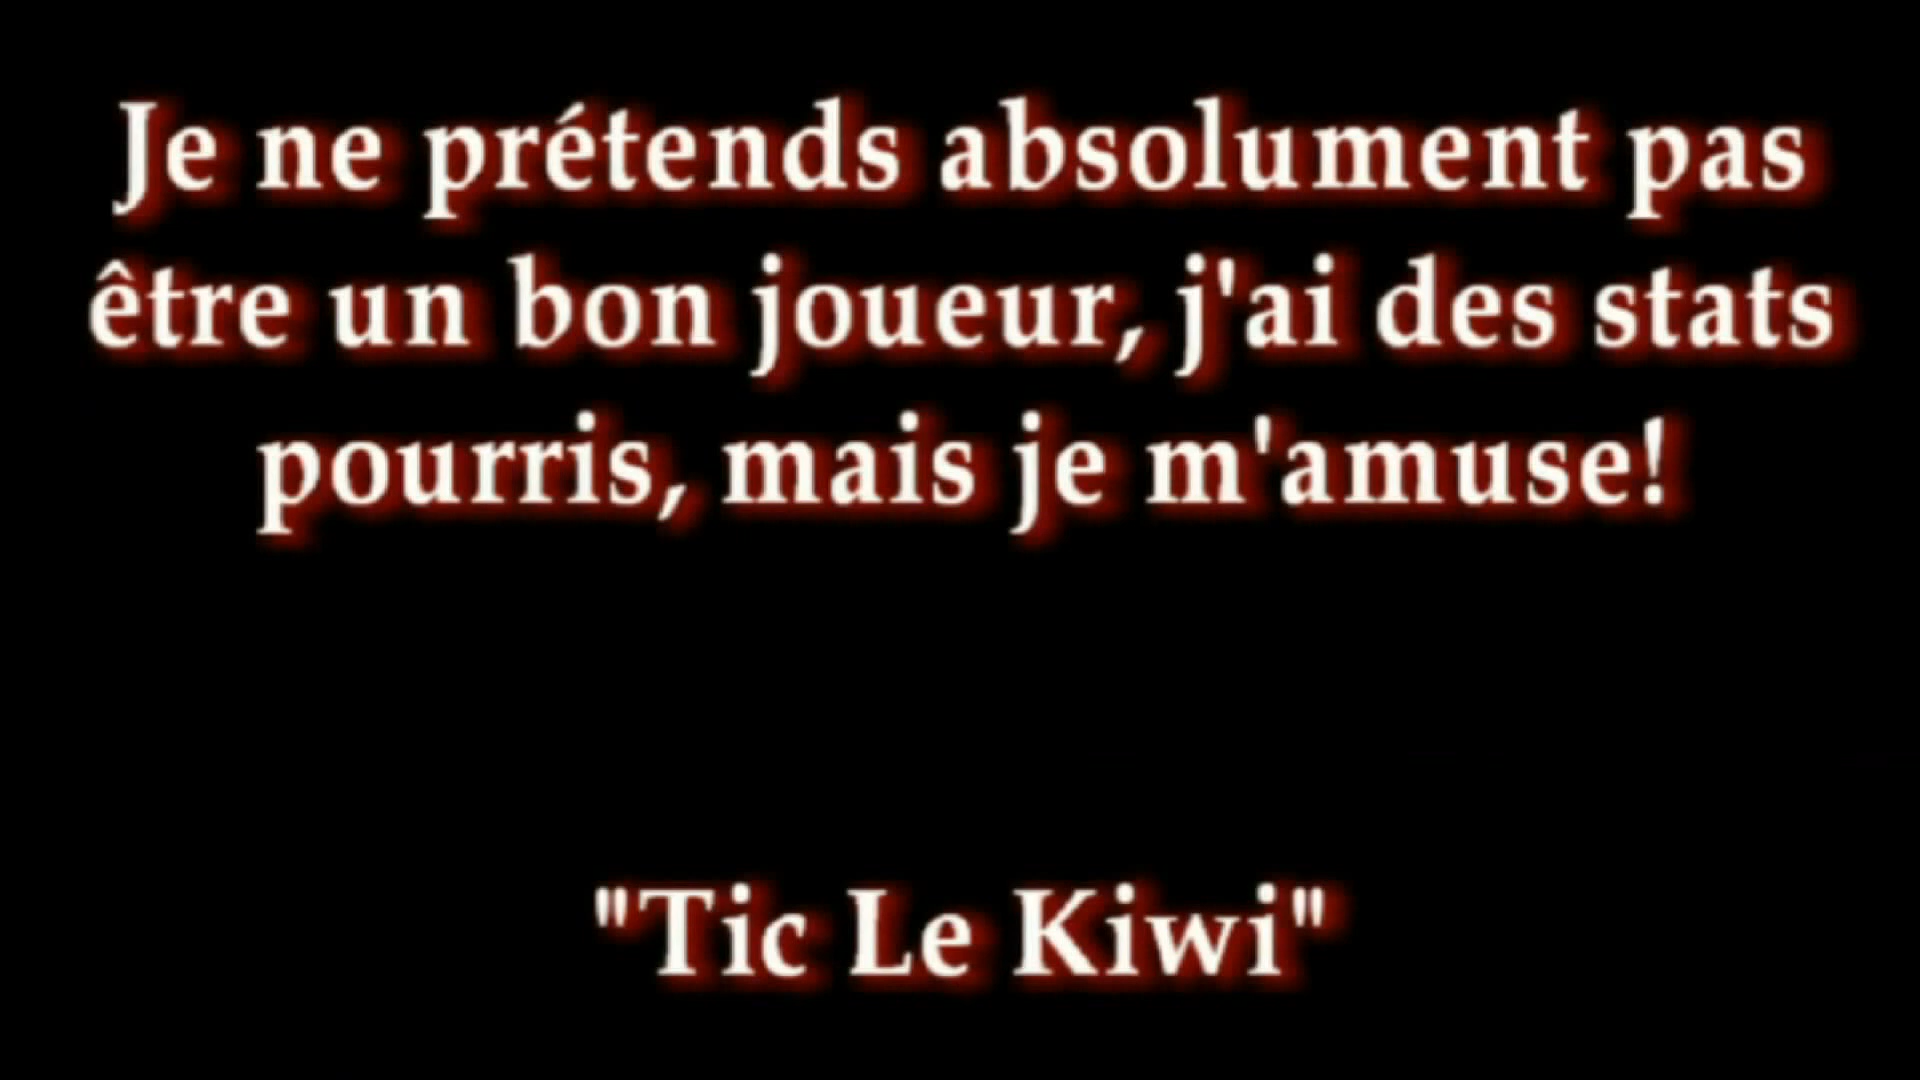 Je ne prétends absolument pas
être un bon joueur, j'ai des stats
pourris, mais je m'amuse!
"Tic Le Kiwi"